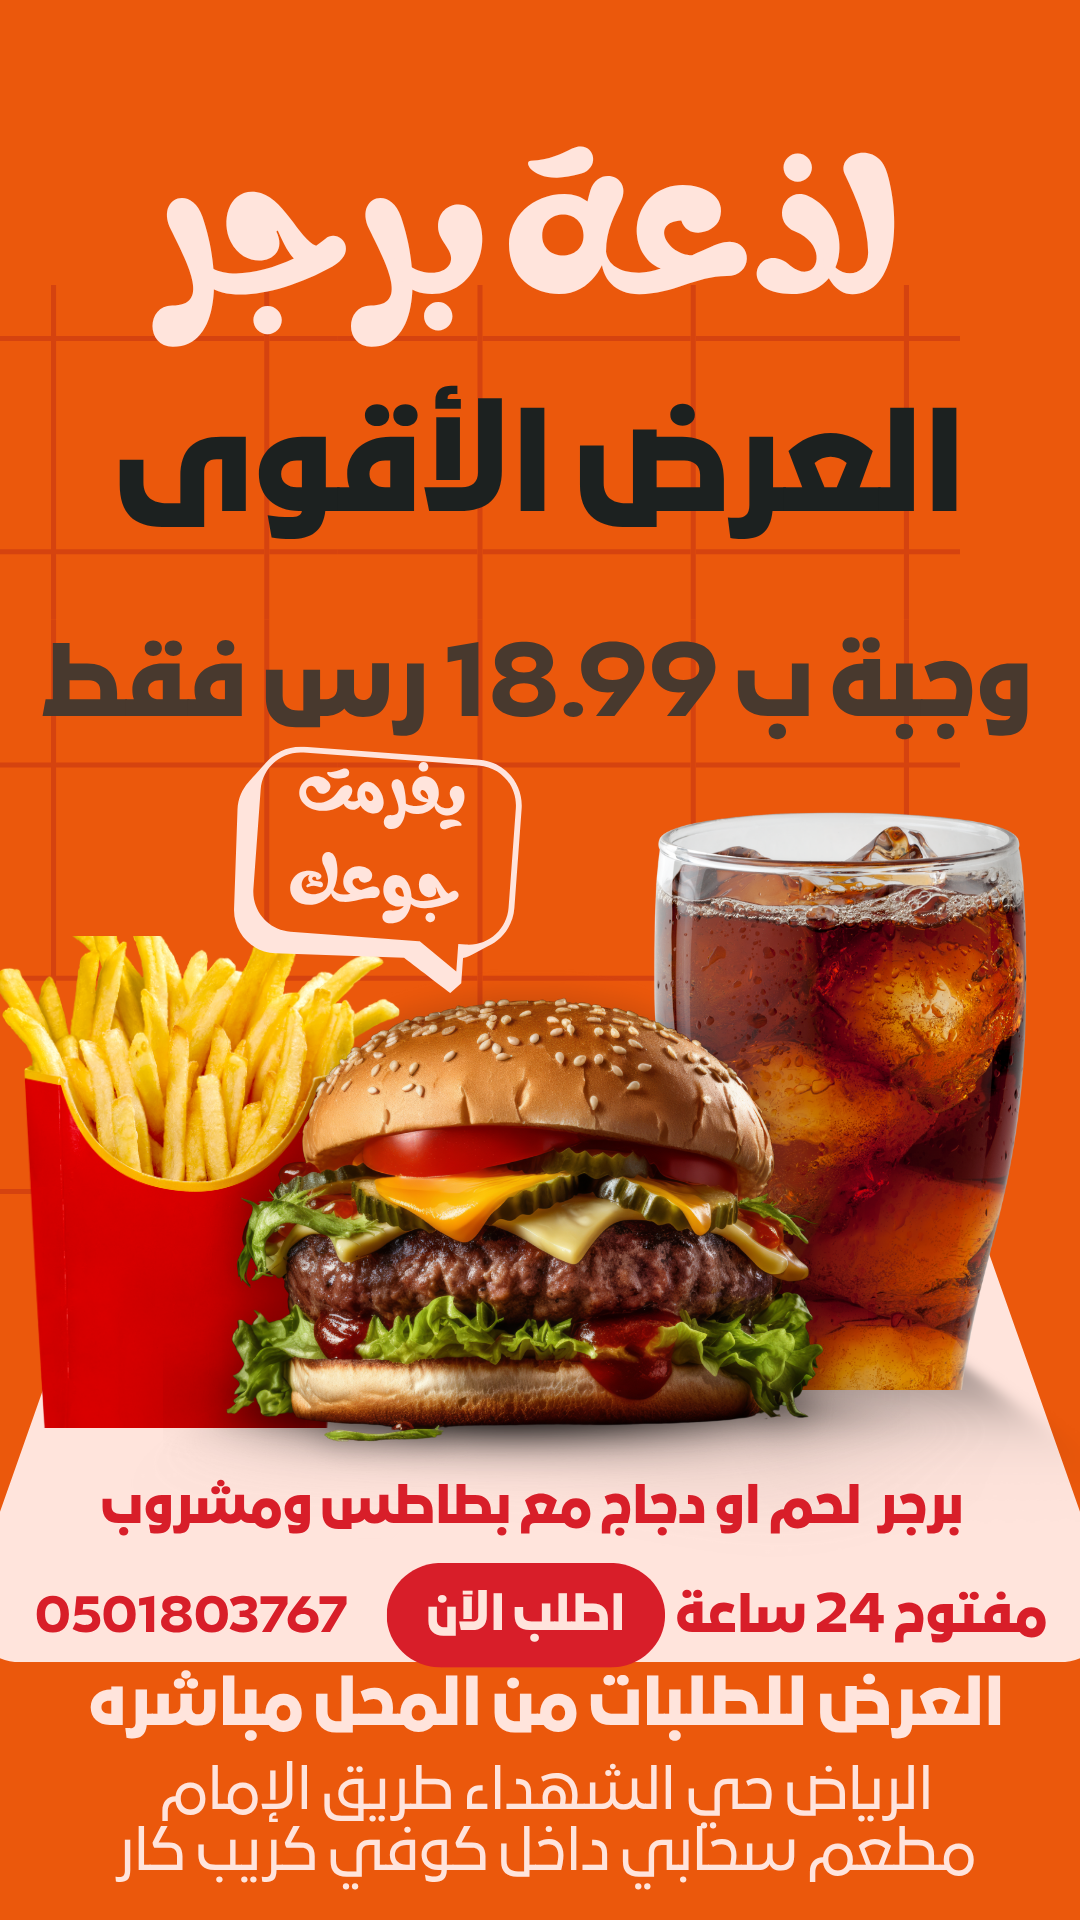 لذعة برجر
العرض الأقوى
وجبة ب 18.99 رس فقط
يفرمت
جوعك
برجر لحم او دجاج مع بطاطس ومشروب
مفتوح 24 ساعة
اطلب الآن
0501803767
العرض للطلبات من المحل مباشره
الرياض حي الشهداء طريق الإمام
مطعم سحابي داخل كوفي كريب كار